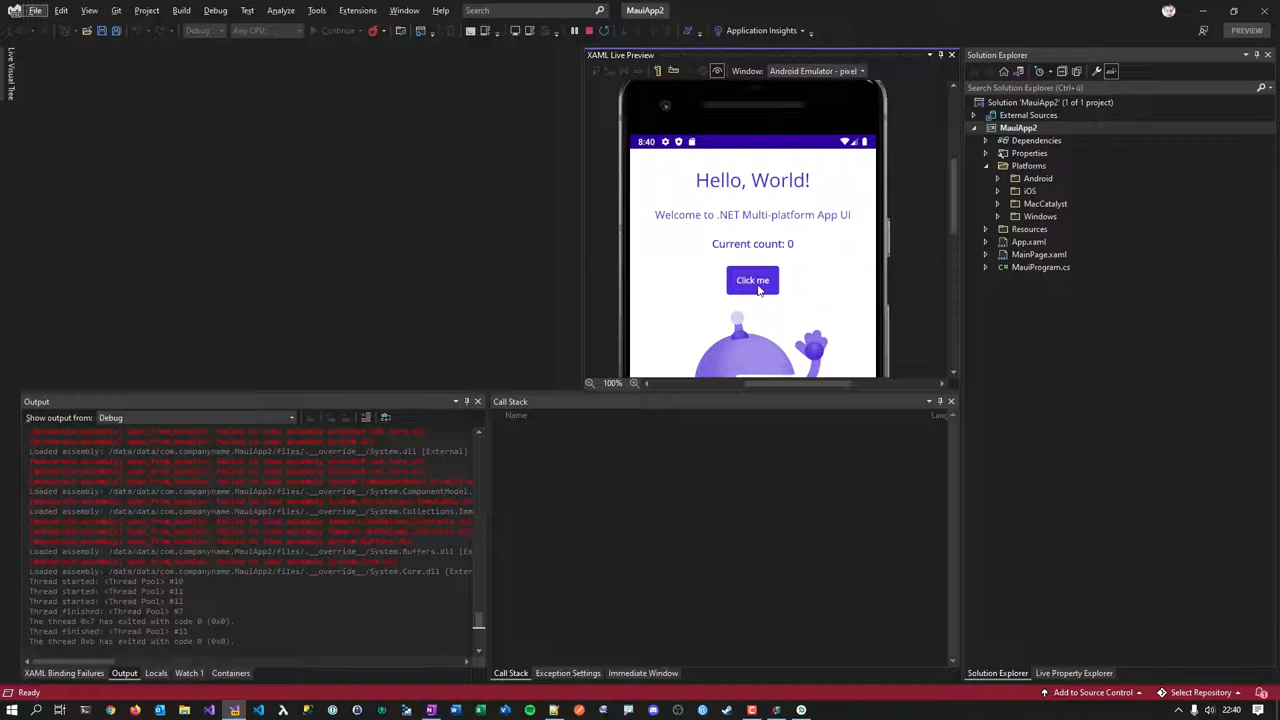 File Edit View Git Project Build Debug Test Analyze Tools Extensions Window Help Search MauiApp2
Debug Any CPU Continue Application Insights PREVIEW
Live Visual Tree
XAML Live Preview
Window: Android Emulator - pixel
8:40
Hello, World!
Welcome to .NET Multi-platform App UI
Current count: 0
Click me
100%
Solution Explorer
Search Solution Explorer (Ctrl+ü)
Solution 'MauiApp2' (1 of 1 project)
External Sources
MauiApp2
Dependencies
Properties
Platforms
Android
iOS
MacCatalyst
Windows
Resources
App.xaml
MainPage.xaml
MauiProgram.cs
Output
Show output from: Debug
Loaded assembly: /data/data/com.companyname.MauiApp2/files/.__override__/System.dll [External]
Loaded assembly: /data/data/com.companyname.MauiApp2/files/.__override__/System.ComponentModel.
Loaded assembly: /data/data/com.companyname.MauiApp2/files/.__override__/System.Collections.Imm
Loaded assembly: /data/data/com.companyname.MauiApp2/files/.__override__/System.Buffers.dll [Ex
Loaded assembly: /data/data/com.companyname.MauiApp2/files/.__override__/System.Core.dll [Exter
Thread started: <Thread Pool> #10
Thread started: <Thread Pool> #11
Thread started: <Thread Pool> #12
Thread finished: <Thread Pool> #7
The thread 0x7 has exited with code 0 (0x0).
Thread finished: <Thread Pool> #11
The thread 0xb has exited with code 0 (0x0).
Call Stack
Name Lang
XAML Binding Failures Output Locals Watch 1 Containers
Call Stack Exception Settings Immediate Window
Solution Explorer Live Property Explorer
Ready Add to Source Control Select Repository
22:40